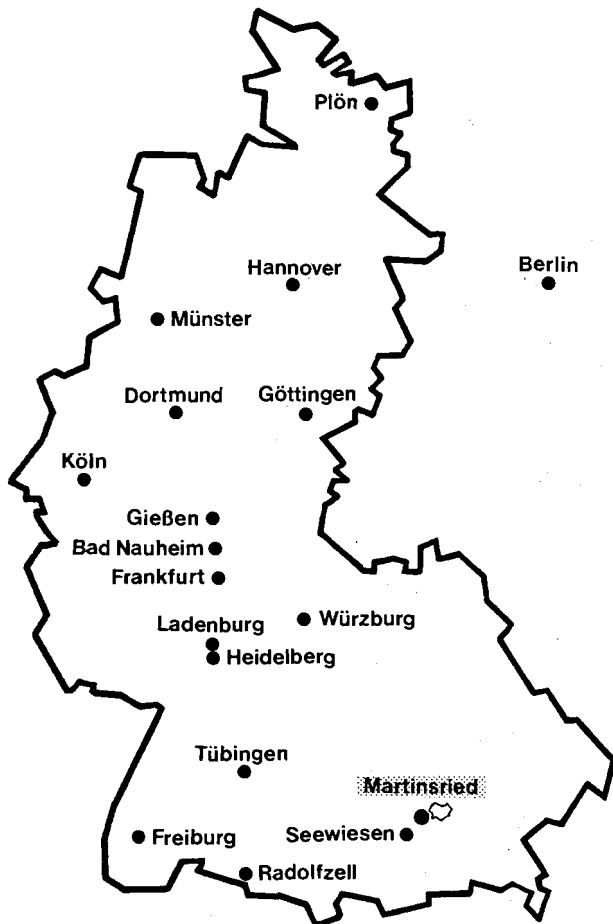 Plön
Hannover
Berlin
Münster
Dortmund
Göttingen
Köln
Gießen
Bad Nauheim
Frankfurt
Würzburg
Ladenburg
Heidelberg
Tübingen
Martinsried
Freiburg
Seewiesen
Radolfzell